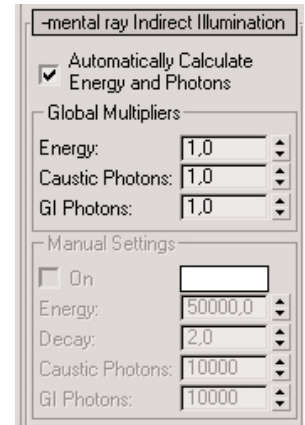 -mental ray Indirect Illumination
Automatically Calculate
Energy and Photons
Global Multipliers
Energy: 1,0
Caustic Photons: 1,0
GI Photons: 1,0
Manual Settings
On
Energy: 50000,0
Decay: 2,0
Caustic Photons: 10000
GI Photons: 10000